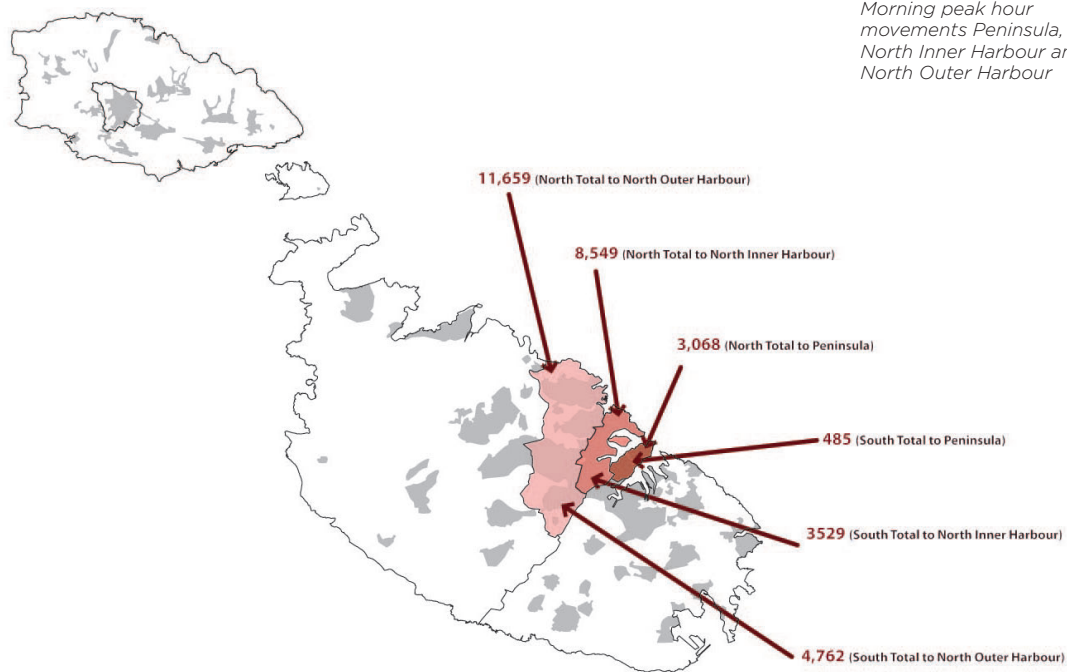 Morning peak hour
movements Peninsula,
North Inner Harbour
North Outer Harbour
11,659 (North Total to North Outer Harbour)
8,549 (North Total to North Inner Harbour)
3,068 (North Total to Peninsula)
485 (South Total to Peninsula)
3529 (South Total to North Inner Harbour)
4,762 (South Total to North Outer Harbour)